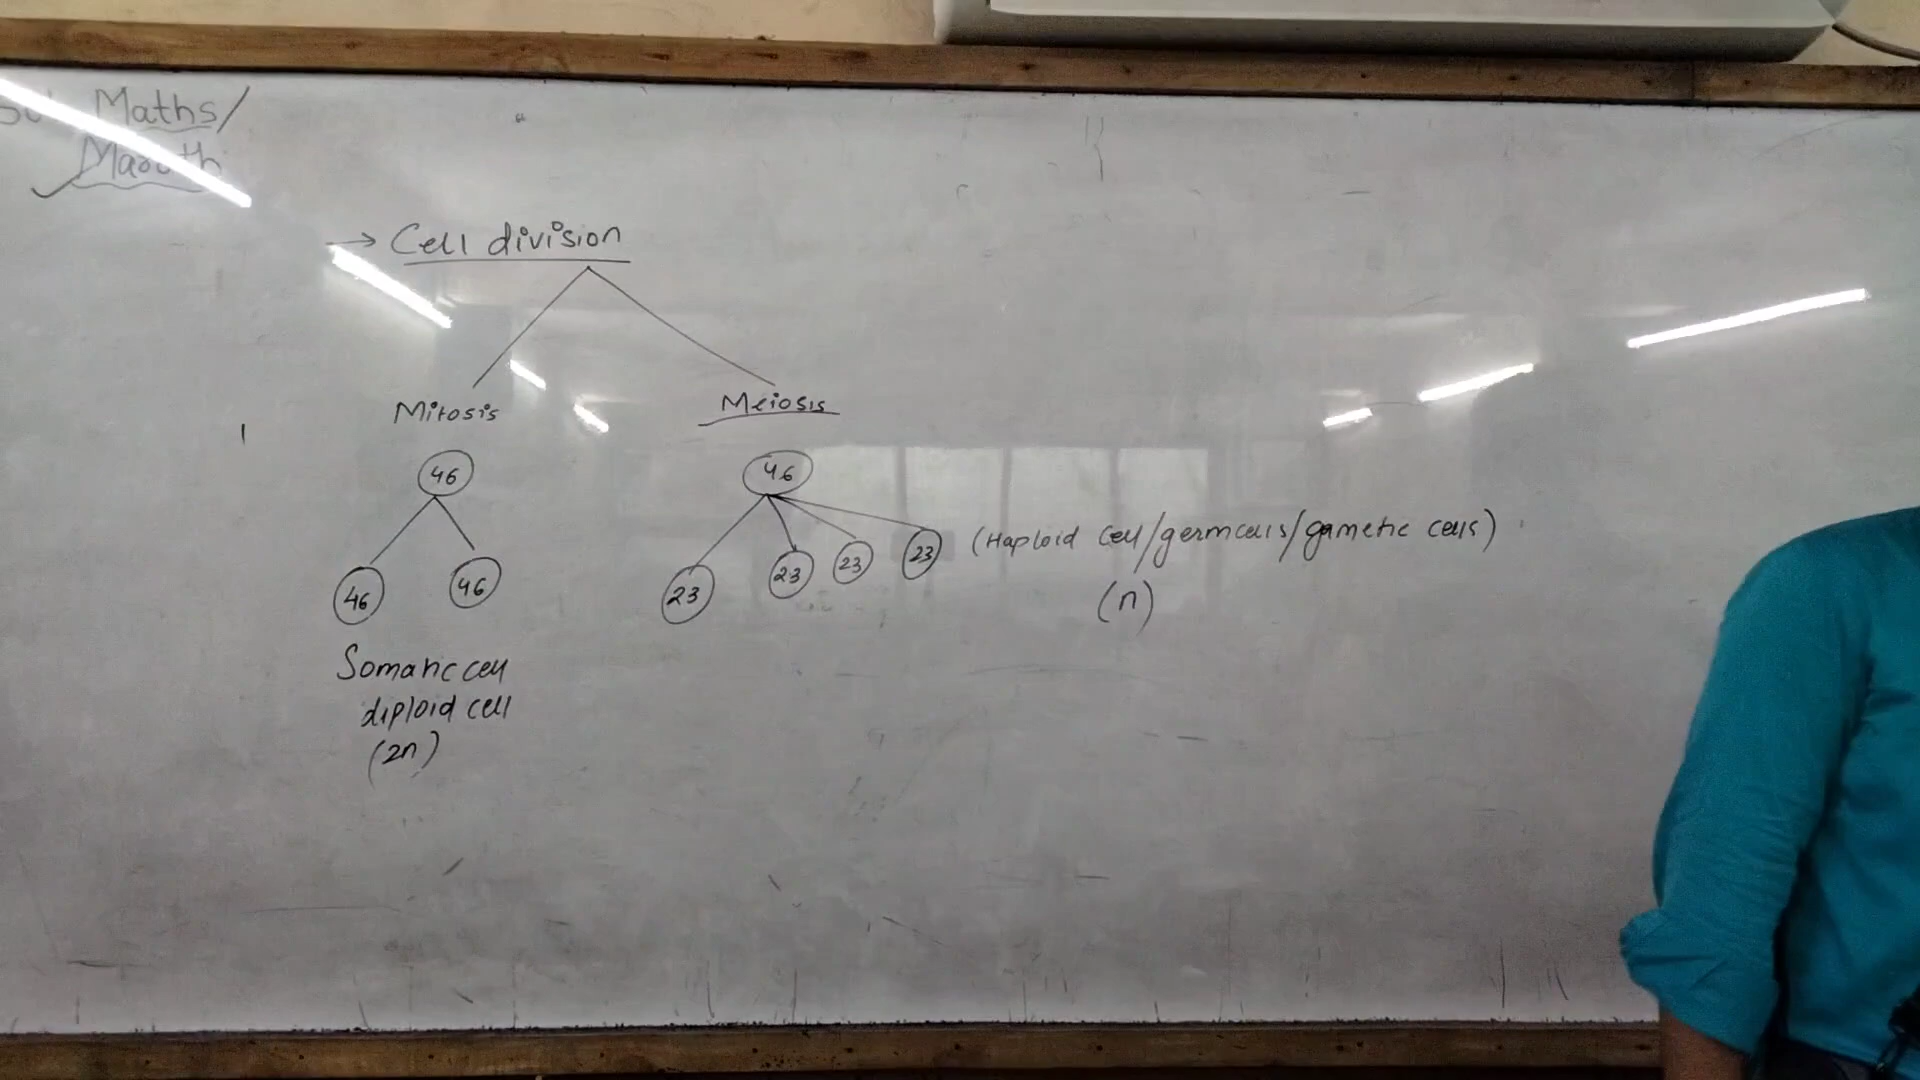 Maths/
→ Cell division
Mitosis
Meiosis
46
46
46 46
23 23 23 23 (Haploid cell/germcells/gametic cells)
(n)
Somatic cell
diploid cell
(2n)